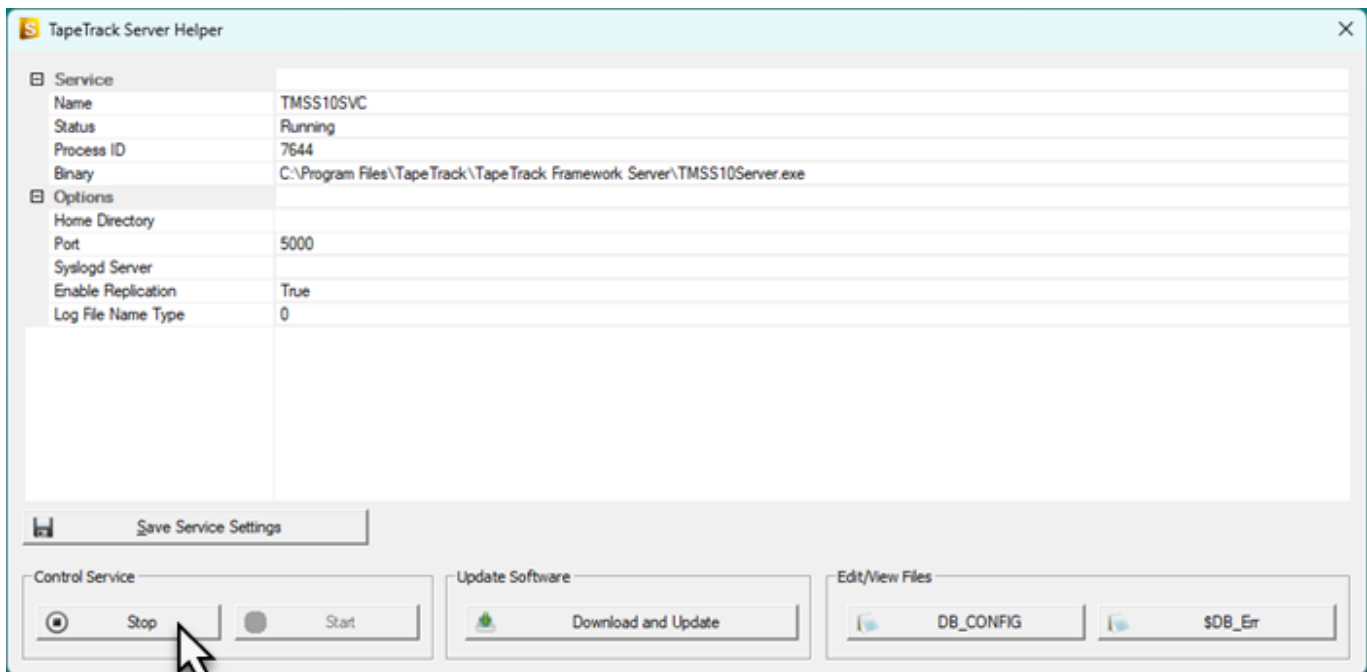 TapeTrack Server Helper
Service
Name TMSS10SVC
Status Running
Process ID 7644
Binary C:\Program Files\TapeTrack\TapeTrack Framework Server\TMSS10Server.exe
Options
Home Directory
Port 5000
Syslogd Server
Enable Replication True
Log File Name Type 0
Save Service Settings
Control Service Update Software Edit/View Files
Stop Start Download and Update DB_CONFIG $DB_Err